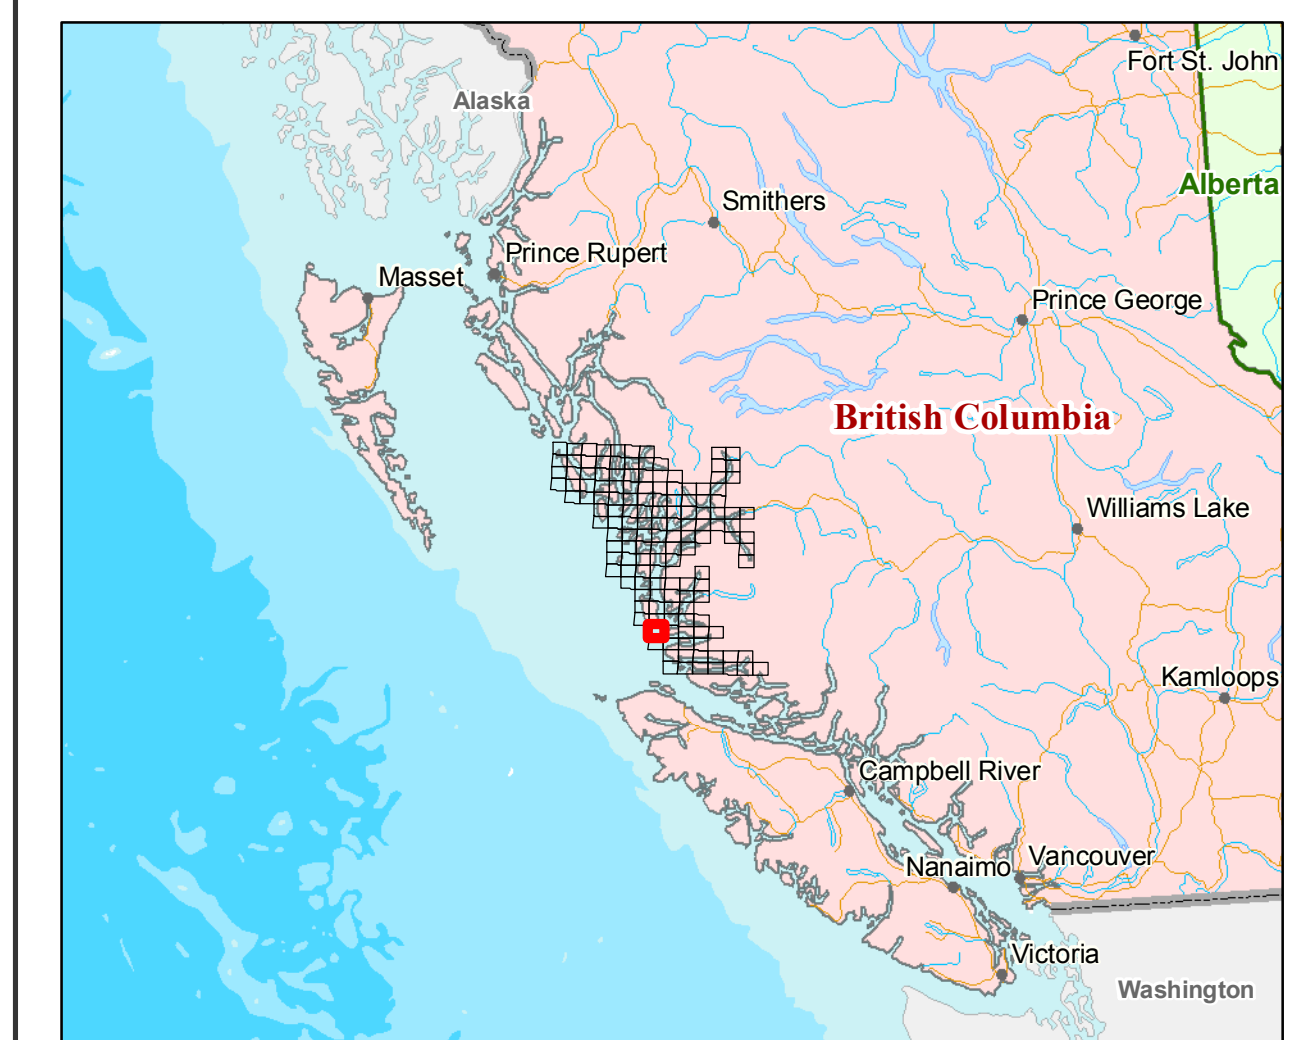 Fort St. John
Alaska
Alberta
Smithers
Prince Rupert
Masset
Prince George
British Columbia
Williams Lake
Kamloops
Campbell River
Nanaimo
Vancouver
Victoria
Washington